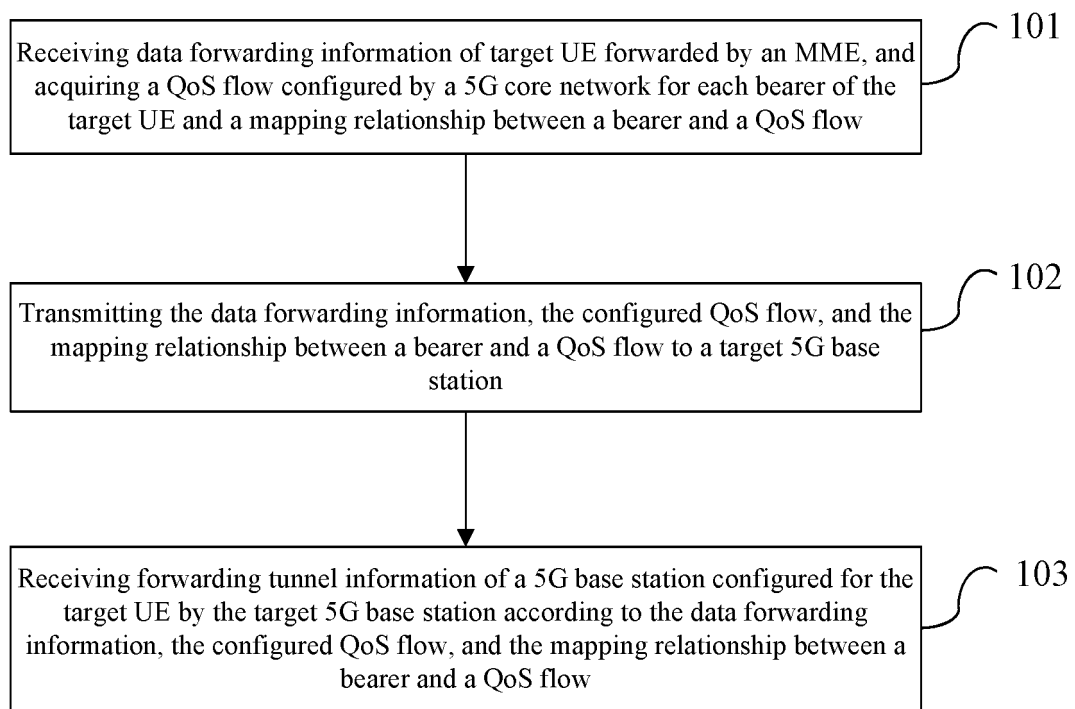 101
Receiving data forwarding information of target UE forwarded by an MME, and
acquiring a QoS flow configured by a 5G core network for each bearer of the
target UE and a mapping relationship between a bearer and a QoS flow
102
Transmitting the data forwarding information, the configured QoS flow, and the
mapping relationship between a bearer and a QoS flow to a target 5G base
station
103
Receiving forwarding tunnel information of a 5G base station configured for the
target UE by the target 5G base station according to the data forwarding
information, the configured QoS flow, and the mapping relationship between a
bearer and a QoS flow